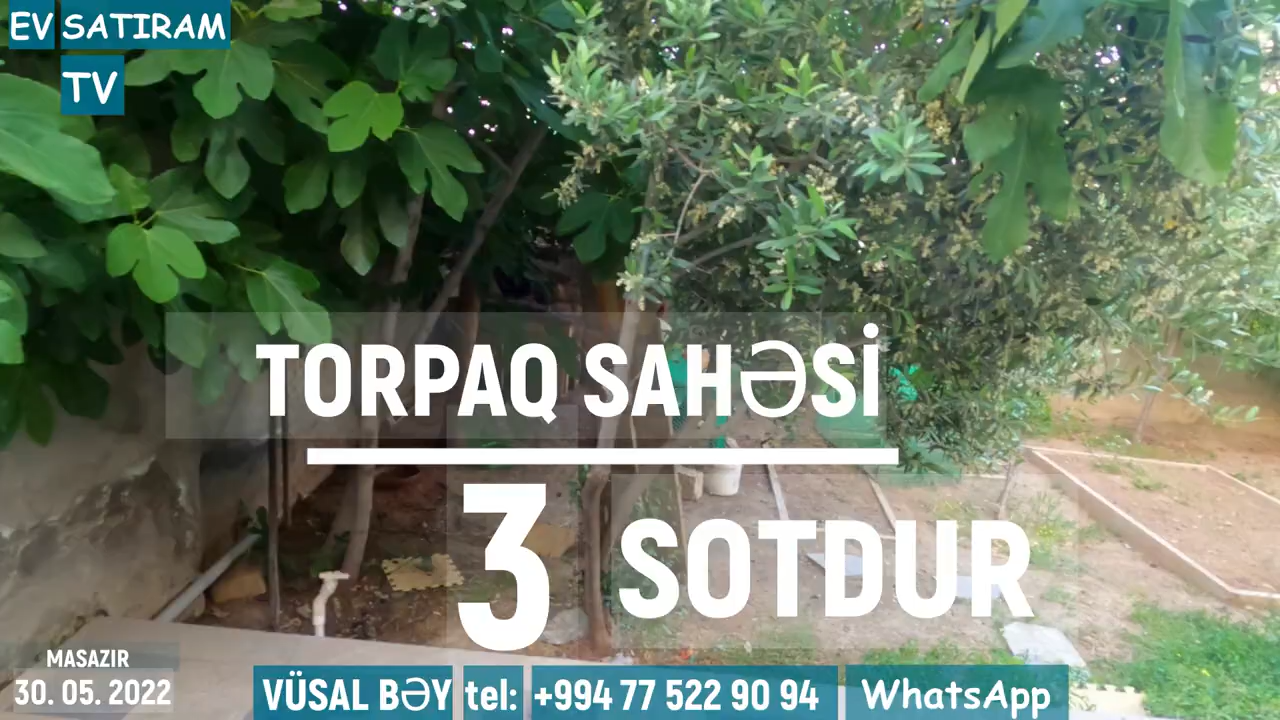 EV SATIRAM
TV
TORPAQ SAHƏSİ
3 SOTDUR
MASAZIR
30. 05. 2022
VÜSAL BƏY tel: +994 77 522 90 94 WhatsApp